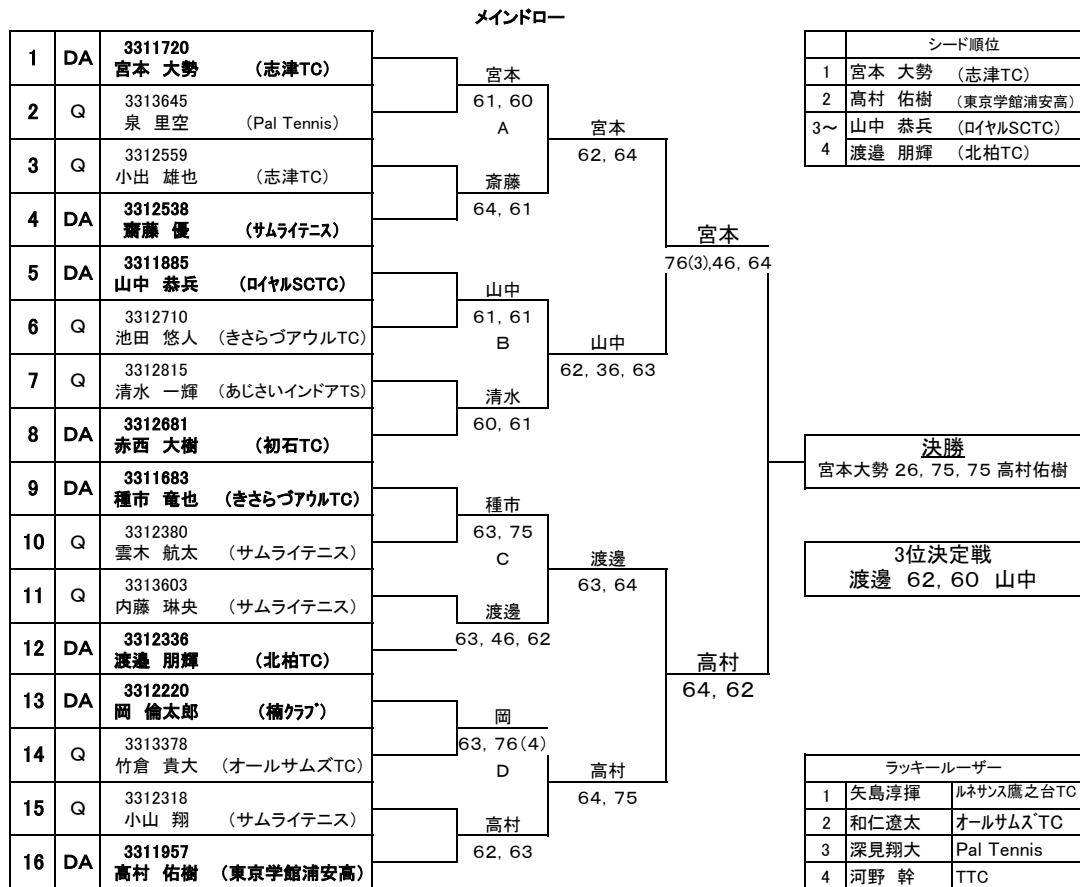 メインドロー
1 DA 3311720
宮本 大勢 (志津TC)
2 Q 3313645
泉 里空 (Pal Tennis)
3 Q 3312559
小出 雄也 (志津TC)
4 DA 3312538
齋藤 優 (サムライテニス)
5 DA 3311885
山中 恭兵 (ロイヤルSCTC)
6 Q 3312710
池田 悠人 (きさらづアウルTC)
7 Q 3312815
清水 一輝 (あじさいインドアTS)
8 DA 3312681
赤西 大樹 (初石TC)
9 DA 3311683
種市 竜也 (きさらづアウルTC)
10 Q 3312380
雲木 航太 (サムライテニス)
11 Q 3313603
内藤 琳央 (サムライテニス)
12 DA 3312336
渡邉 朋輝 (北柏TC)
13 DA 3312220
岡 倫太郎 (楠クラブ)
14 Q 3313378
竹倉 貴大 (オールサムズTC)
15 Q 3312318
小山 翔 (サムライテニス)
16 DA 3311957
高村 佑樹 (東京学館浦安高)
宮本
61, 60
A
斎藤
64, 61
山中
61, 61
B
清水
60, 61
種市
63, 75
C
渡邊
63, 46, 62
岡
63, 76(4)
D
高村
62, 63
宮本
62, 64
山中
62, 36, 63
渡邊
63, 64
高村
64, 75
宮本
76(3),46, 64
高村
64, 62
シード順位
1 宮本 大勢 (志津TC)
2 髙村 佑樹 (東京学館浦安高)
3～ 山中 恭兵 (ロイヤルSCTC)
4 渡邉 朋輝 (北柏TC)
決勝
宮本大勢 26, 75, 75 高村佑樹
3位決定戦
渡邊 62, 60 山中
ラッキールーザー
1 矢島淳揮 ルネサンス鷹之台TC
2 和仁遼太 オールサムズTC
3 深見翔大 Pal Tennis
4 河野 幹 TTC